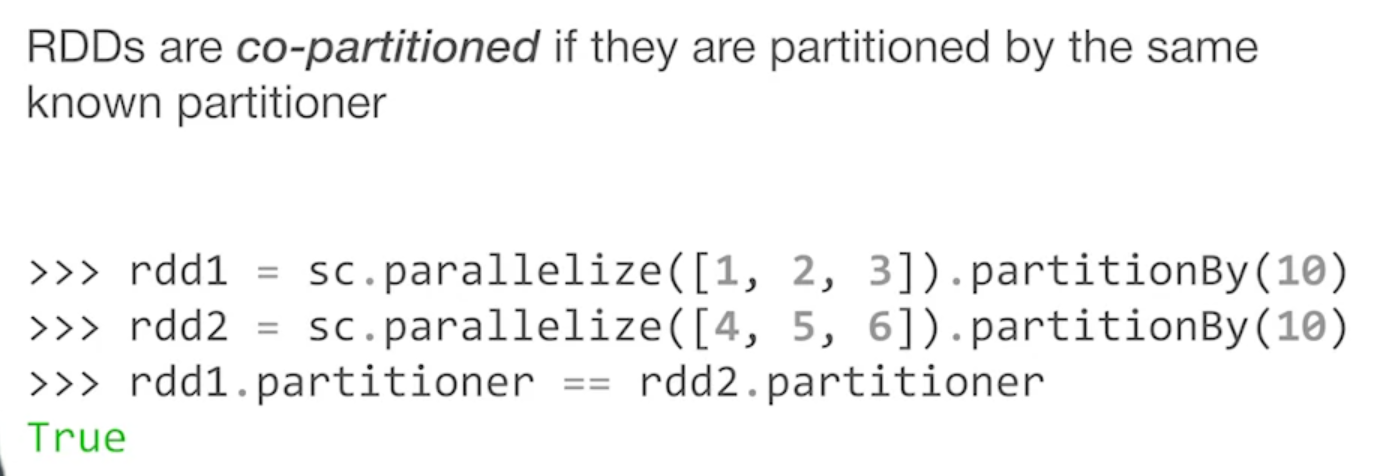 RDDs are co-partitioned if they are partitioned by the same
known partitioner
>>> rdd1 = sc.parallelize([1, 2, 3]).partitionBy(10)
>>> rdd2 = sc.parallelize([4, 5, 6]).partitionBy(10)
>>> rdd1.partitioner == rdd2.partitioner
True